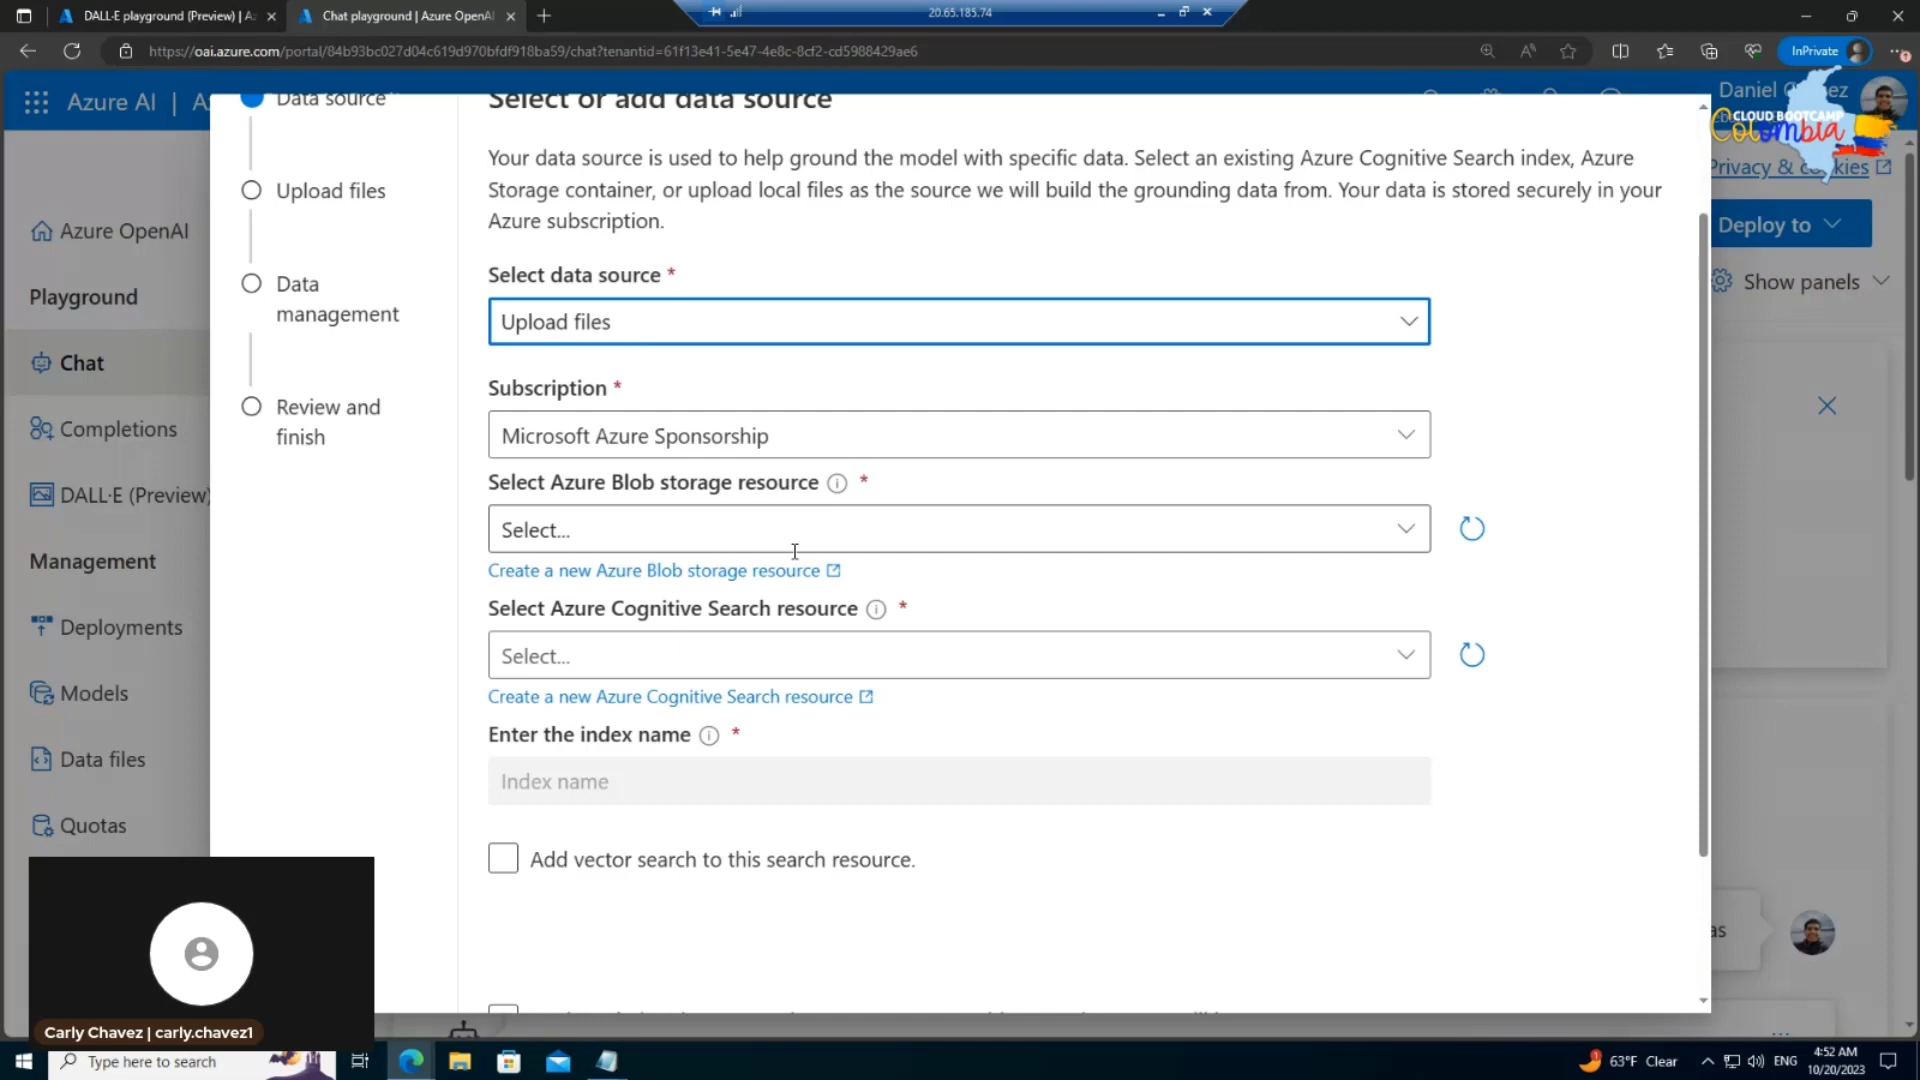 DALL·E playground (Preview) | Az
Chat playground | Azure OpenAI
20.65.185.74
https://oai.azure.com/portal/84b93bc027d04c619d970bfdf918ba59/chat?tenantid=61f13e41-5e47-4e8c-8cf2-cd5988429ae6
InPrivate
Azure AI | A
Daniel
CLOUD BOOTCAMP
Colombia
Privacy & cookies
Deploy to
Show panels
Azure OpenAI
Playground
Chat
Completions
DALL·E (Preview)
Management
Deployments
Models
Data files
Quotas
Data source
Upload files
Data
management
Review and
finish
Select or add data source
Your data source is used to help ground the model with specific data. Select an existing Azure Cognitive Search index, Azure
Storage container, or upload local files as the source we will build the grounding data from. Your data is stored securely in your
Azure subscription.
Select data source *
Upload files
Subscription *
Microsoft Azure Sponsorship
Select Azure Blob storage resource *
Select...
Create a new Azure Blob storage resource
Select Azure Cognitive Search resource *
Select...
Create a new Azure Cognitive Search resource
Enter the index name *
Index name
Add vector search to this search resource.
as
Carly Chavez | carly.chavez1
Type here to search
63°F Clear
ENG
4:52 AM
10/20/2023